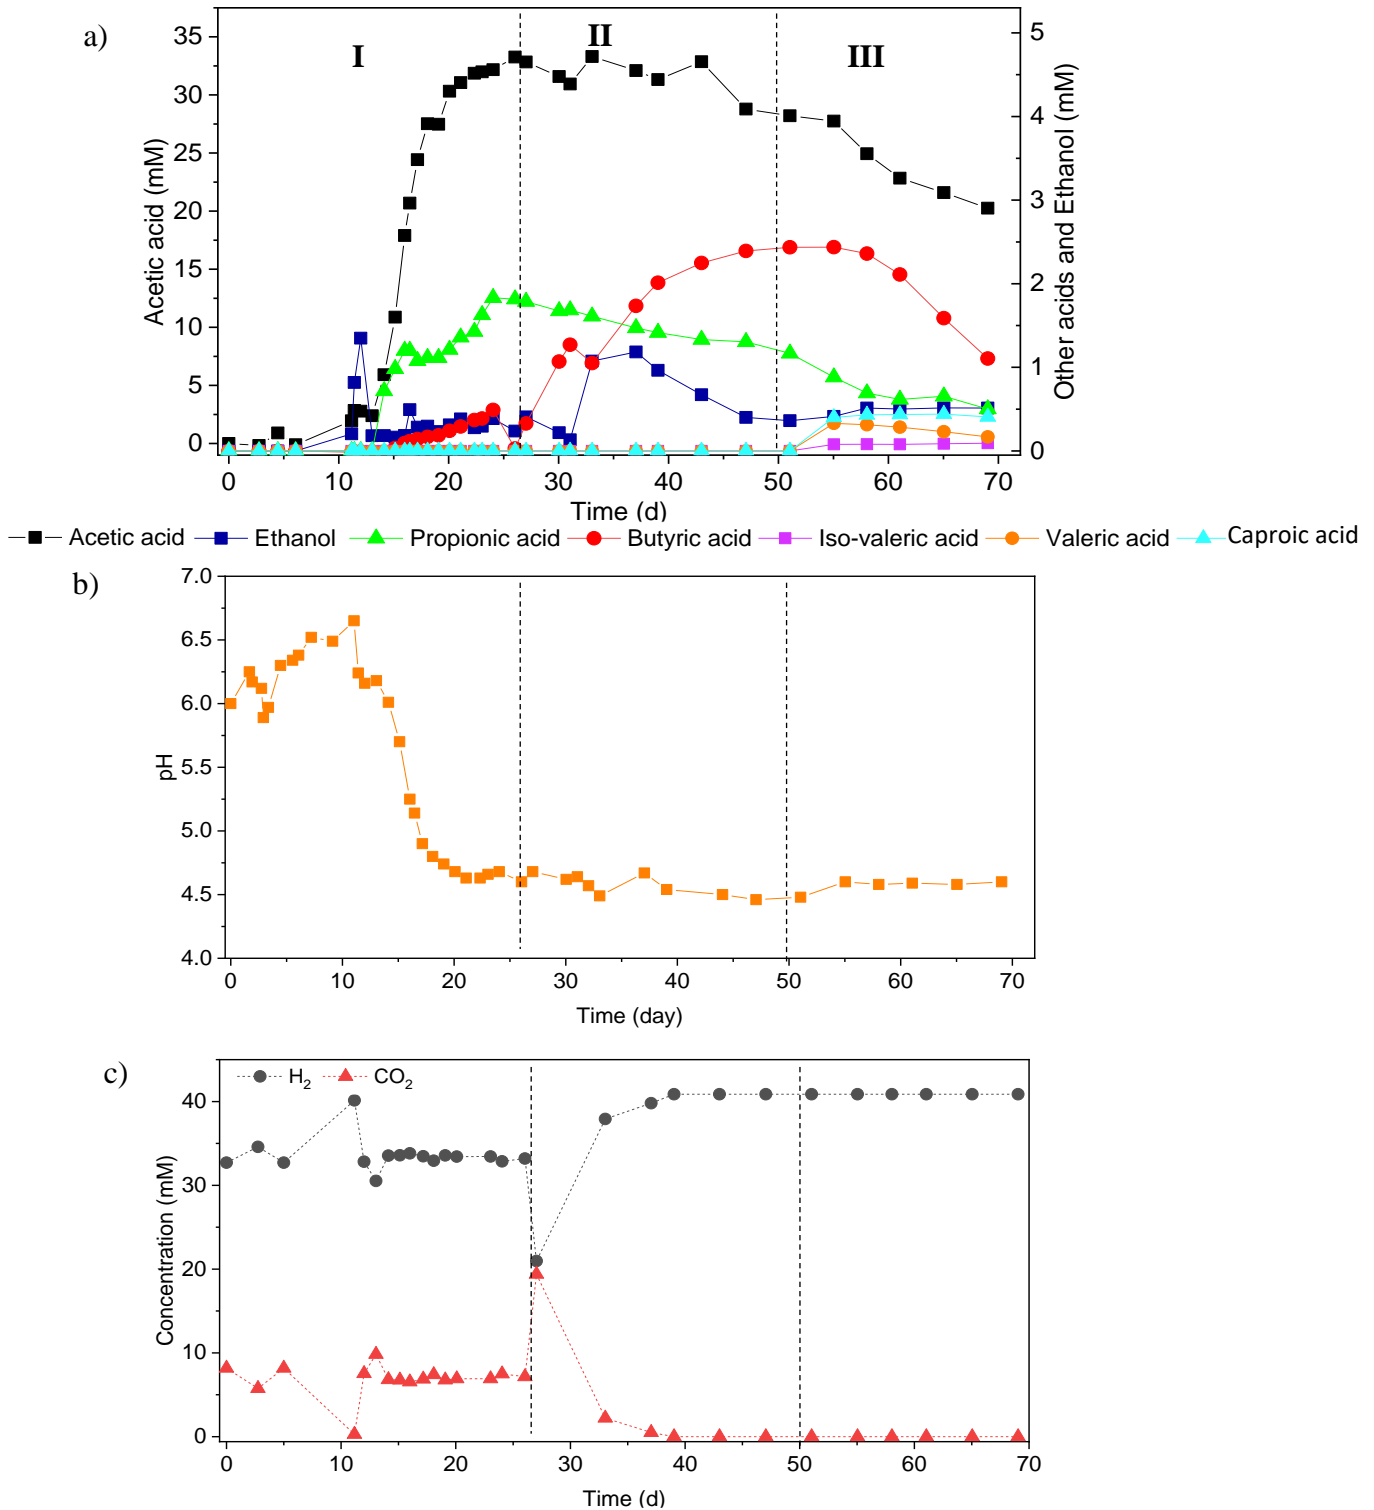 a)
I
II
III
35
30
25
20
15
10
5
0
5
4
3
2
1
0
Acetic acid (mM)
Other acids and Ethanol (mM)
0 10 20 30 40 50 60 70
Time (d)
Acetic acid Ethanol Propionic acid Butyric acid Iso-valeric acid Valeric acid Caproic acid
b)
7.0
6.5
6.0
5.5
5.0
4.5
4.0
pH
0 10 20 30 40 50 60 70
Time (day)
c)
H2 CO2
40
30
20
10
0
Concentration (mM)
0 10 20 30 40 50 60 70
Time (d)